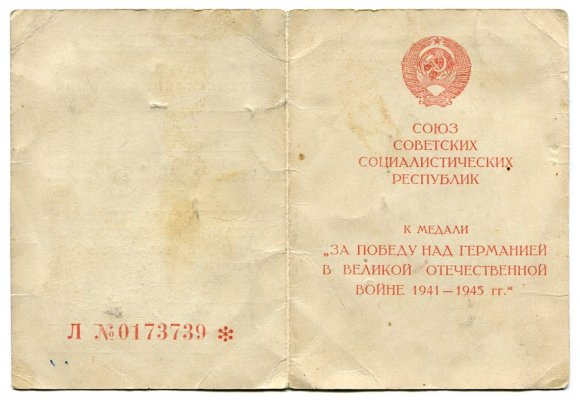 СОЮЗ
СОВЕТСКИХ
СОЦИАЛИСТИЧЕСКИХ
РЕСПУБЛИК
К МЕДАЛИ
„ЗА ПОБЕДУ НАД ГЕРМАНИЕЙ
В ВЕЛИКОЙ ОТЕЧЕСТВЕННОЙ
ВОЙНЕ 1941—1945 гг.“
Л №0173739 *